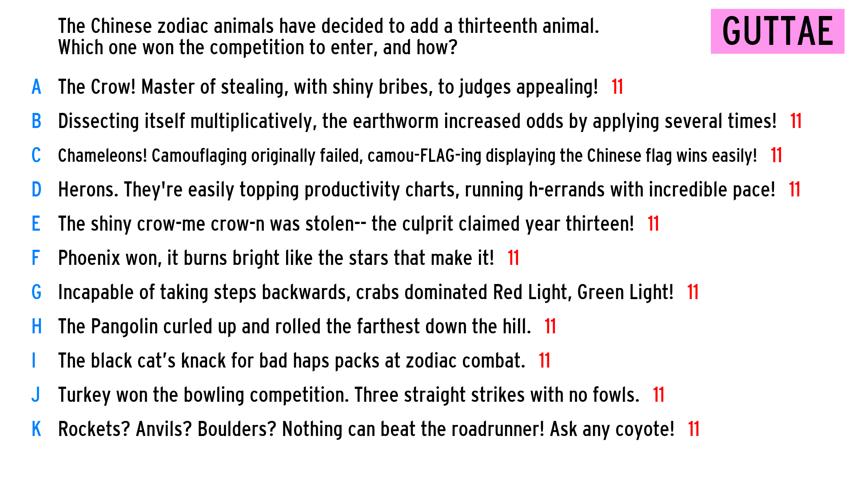 The Chinese zodiac animals have decided to add a thirteenth animal.
Which one won the competition to enter, and how?
GUTTAE
A The Crow! Master of stealing, with shiny bribes, to judges appealing! 11
B Dissecting itself multiplicatively, the earthworm increased odds by applying several times! 11
C Chameleons! Camouflaging originally failed, camou-FLAG-ing displaying the Chinese flag wins easily! 11
D Herons. They're easily topping productivity charts, running h-errands with incredible pace! 11
E The shiny crow-me crow-n was stolen-- the culprit claimed year thirteen! 11
F Phoenix won, it burns bright like the stars that make it! 11
G Incapable of taking steps backwards, crabs dominated Red Light, Green Light! 11
H The Pangolin curled up and rolled the farthest down the hill. 11
I The black cat's knack for bad haps packs at zodiac combat. 11
J Turkey won the bowling competition. Three straight strikes with no fowls. 11
K Rockets? Anvils? Boulders? Nothing can beat the roadrunner! Ask any coyote! 11